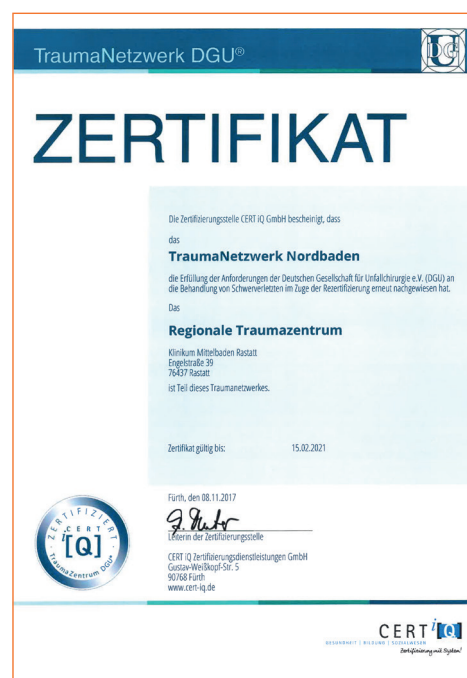 TraumaNetzwerk DGU®
DGU
ZERTIFIKAT
Die Zertifizierungsstelle CERT iQ GmbH bescheinigt, dass
das
TraumaNetzwerk Nordbaden
die Erfüllung der Anforderungen der Deutschen Gesellschaft für Unfallchirurgie e.V. (DGU) an
die Behandlung von Schwerverletzten im Zuge der Rezertifizierung erneut nachgewiesen hat.
Das
Regionale Traumazentrum
Klinikum Mittelbaden Rastatt
Engelstraße 39
76437 Rastatt
ist Teil dieses Traumanetzwerkes.
Zertifikat gültig bis: 15.02.2021
Fürth, den 08.11.2017
Leiterin der Zertifizierungsstelle
CERT iQ Zertifizierungsdienstleistungen GmbH
Gustav-Weißkopf-Str. 5
90768 Fürth
www.cert-iq.de
ZERTIFIZIERT
CERT
[iQ]
TraumaZentrum DGU®
CERT iQ
GESUNDHEIT | BILDUNG | SOZIALWESEN
Zertifizierung mit System!